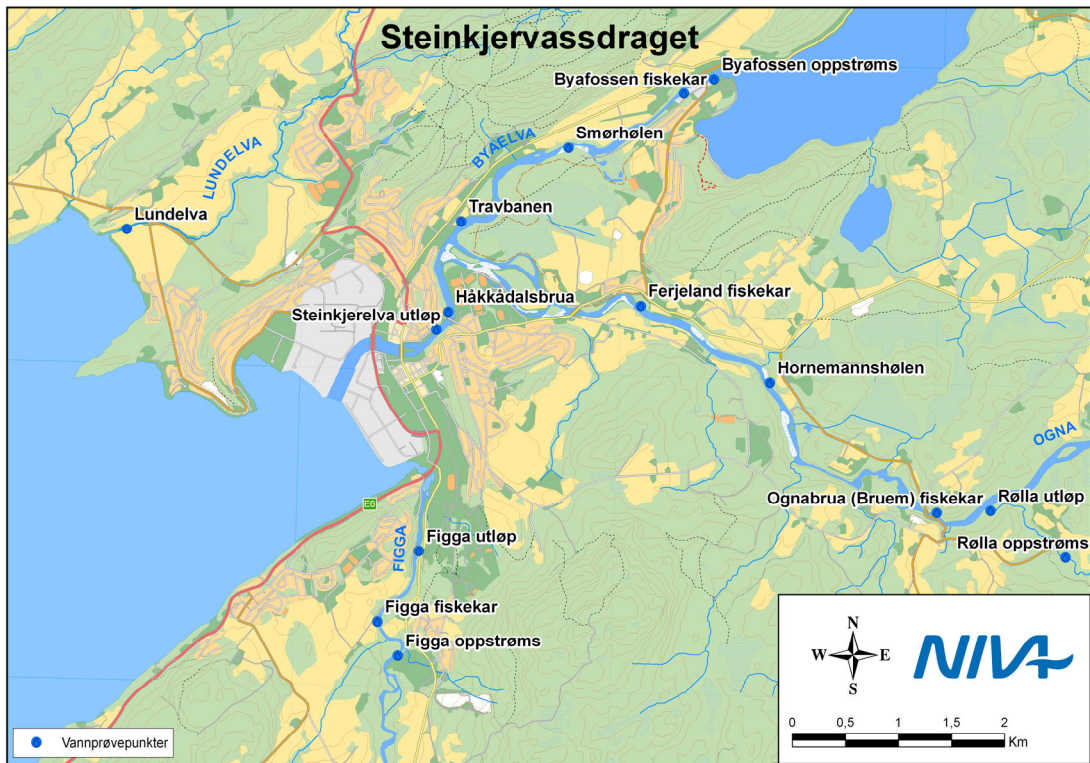 Steinkjervassdraget
Byafossen oppstrøms
Byafossen fiskekar
Smørhølen
BYAELVA
LUNDELVA
Lundelva
Travbanen
Håkkådalsbrua
Ferjeland fiskekar
Steinkjerelva utløp
Hornemannshølen
OGNA
Ognabrua (Bruem) fiskekar
Rølla utløp
Rølla oppstrøms
E6
FIGGA
Figga utløp
Figga fiskekar
Figga oppstrøms
N
W E
S
NIVA
0 0,5 1 1,5 2
Km
Vannprøvepunkter